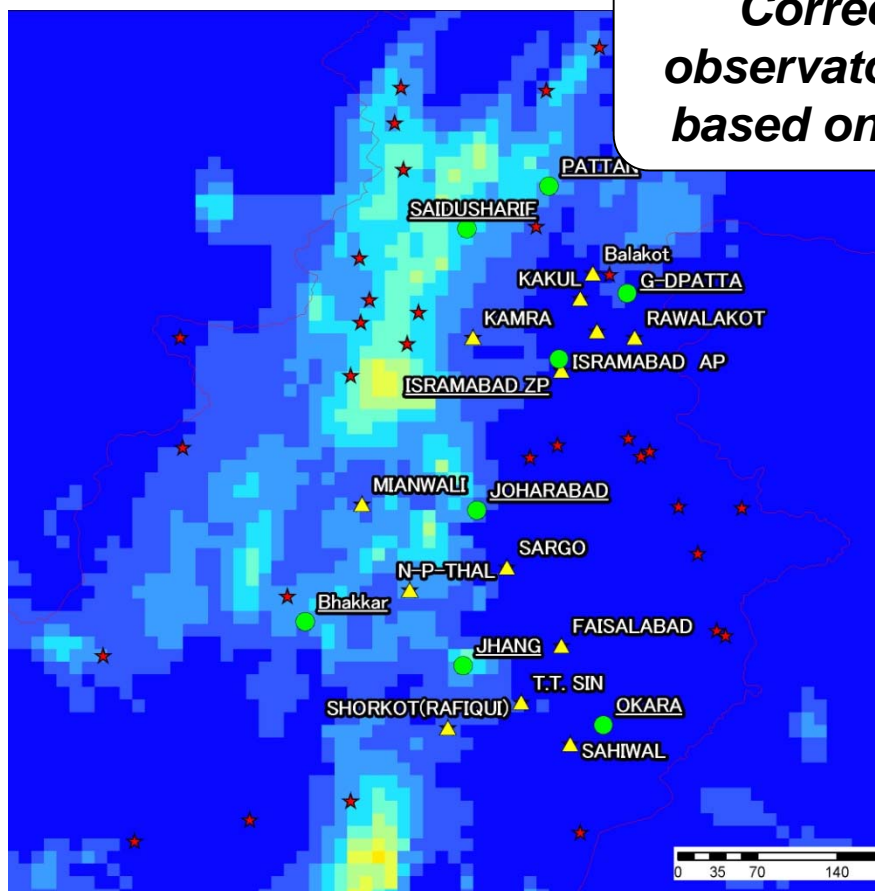 Correc
observato
based on
PATTAN
SAIDUSHARIF
Balakot
KAKUL
G-DPATTA
KAMRA
RAWALAKOT
ISRAMABAD AP
ISRAMABAD ZP
MIANWALI
JOHARABAD
SARGO
N-P-THAL
Bhakkar
FAISALABAD
JHANG
T.T. SIN
SHORKOT(RAFIQUI)
OKARA
SAHIWAL
0 35 70 140